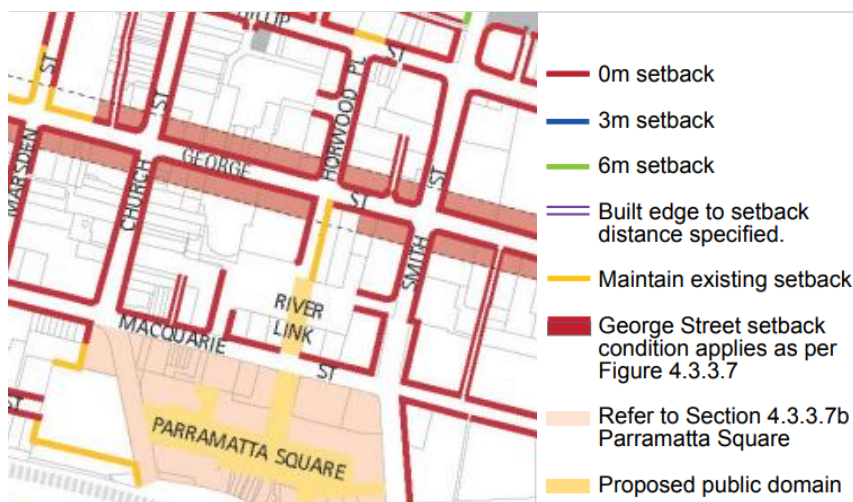 ST
ST
HORWOOD PL
ST
MARSDEN
CHURCH
GEORGE
ST
ST
SMITH
RIVER
LINK
MACQUARIE
ST
ST
PARRAMATTA SQUARE
0m setback
3m setback
6m setback
Built edge to setback
distance specified.
Maintain existing setback
George Street setback
condition applies as per
Figure 4.3.3.7
Refer to Section 4.3.3.7b
Parramatta Square
Proposed public domain